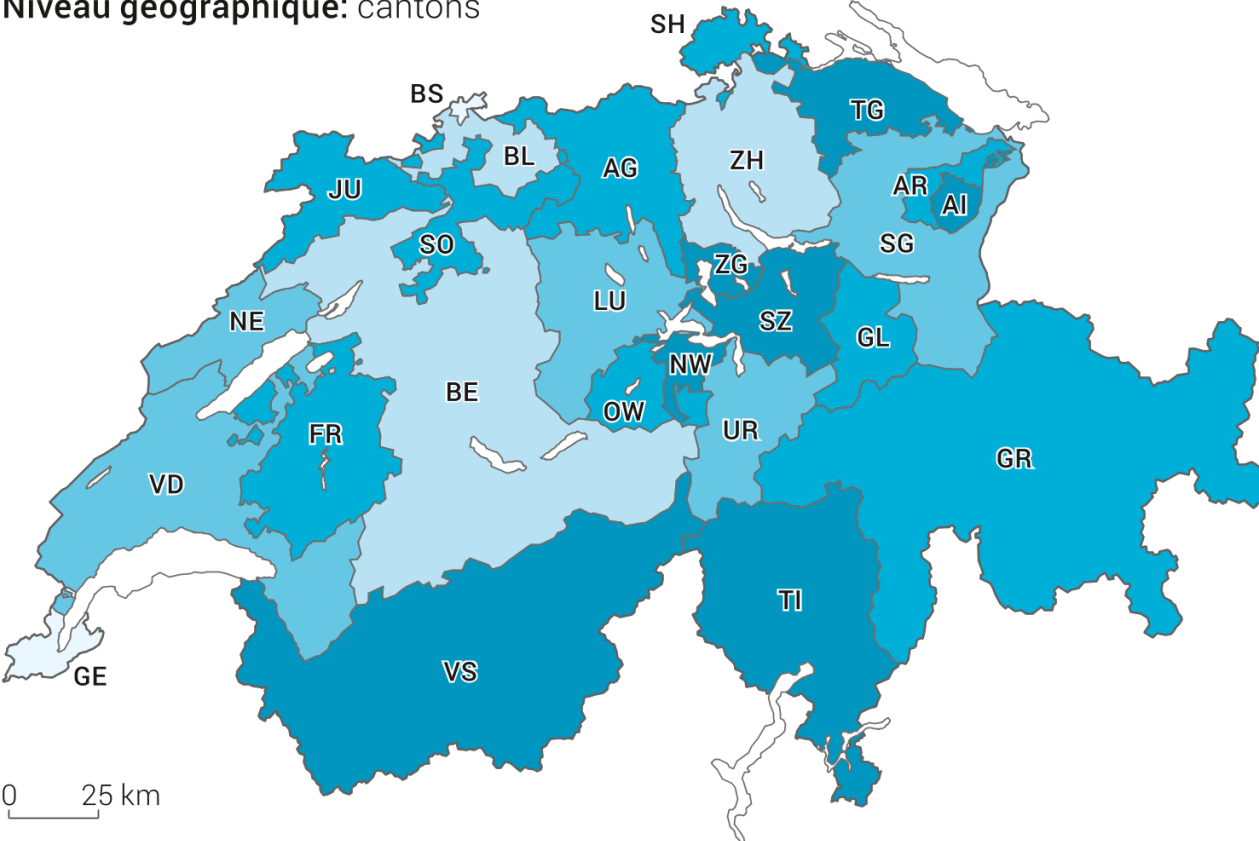 Niveau géographique: cantons
SH
BS
TG
BL
ZH
AG
JU
AR
AI
SO
SG
ZG
LU
NE
SZ
GL
NW
BE
OW
FR
UR
GR
VD
TI
VS
GE
0 25 km